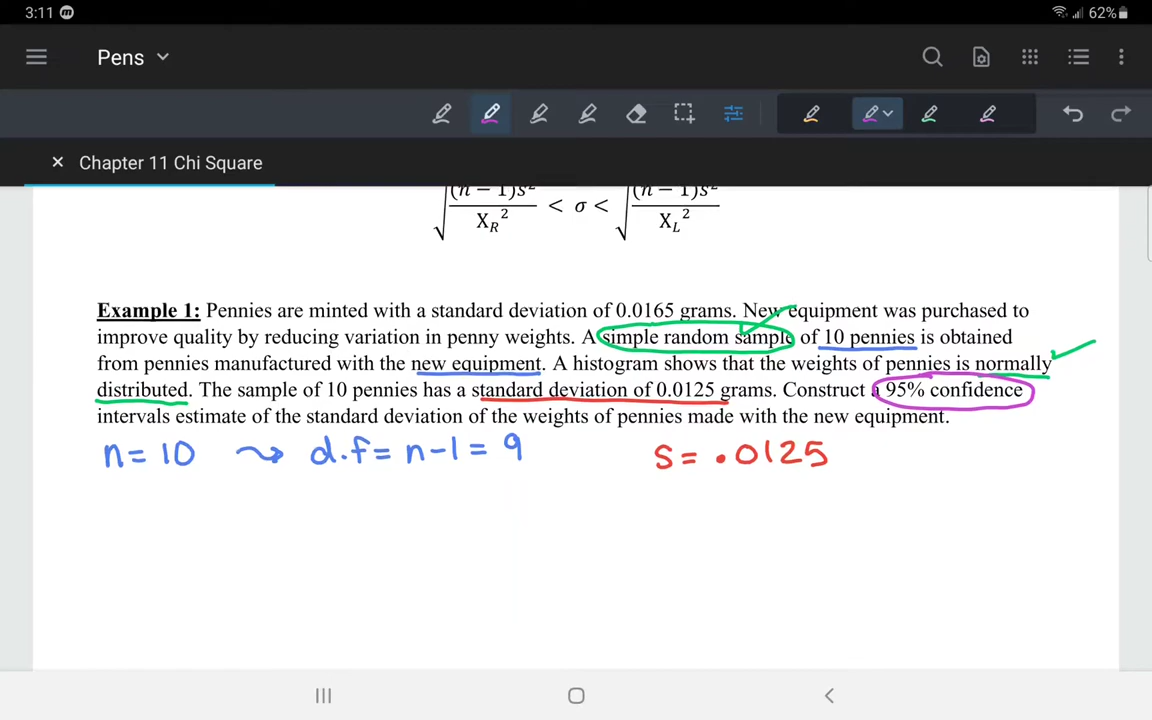 3:11 62%
Pens
× Chapter 11 Chi Square
√((n − 1)s²/X_R²) < σ < √((n − 1)s²/X_L²)
Example 1: Pennies are minted with a standard deviation of 0.0165 grams. New equipment was purchased to
improve quality by reducing variation in penny weights. A simple random sample of 10 pennies is obtained
from pennies manufactured with the new equipment. A histogram shows that the weights of pennies is normally
distributed. The sample of 10 pennies has a standard deviation of 0.0125 grams. Construct a 95% confidence
intervals estimate of the standard deviation of the weights of pennies made with the new equipment.
n = 10 ⇝ d.f = n-1 = 9 s = .0125